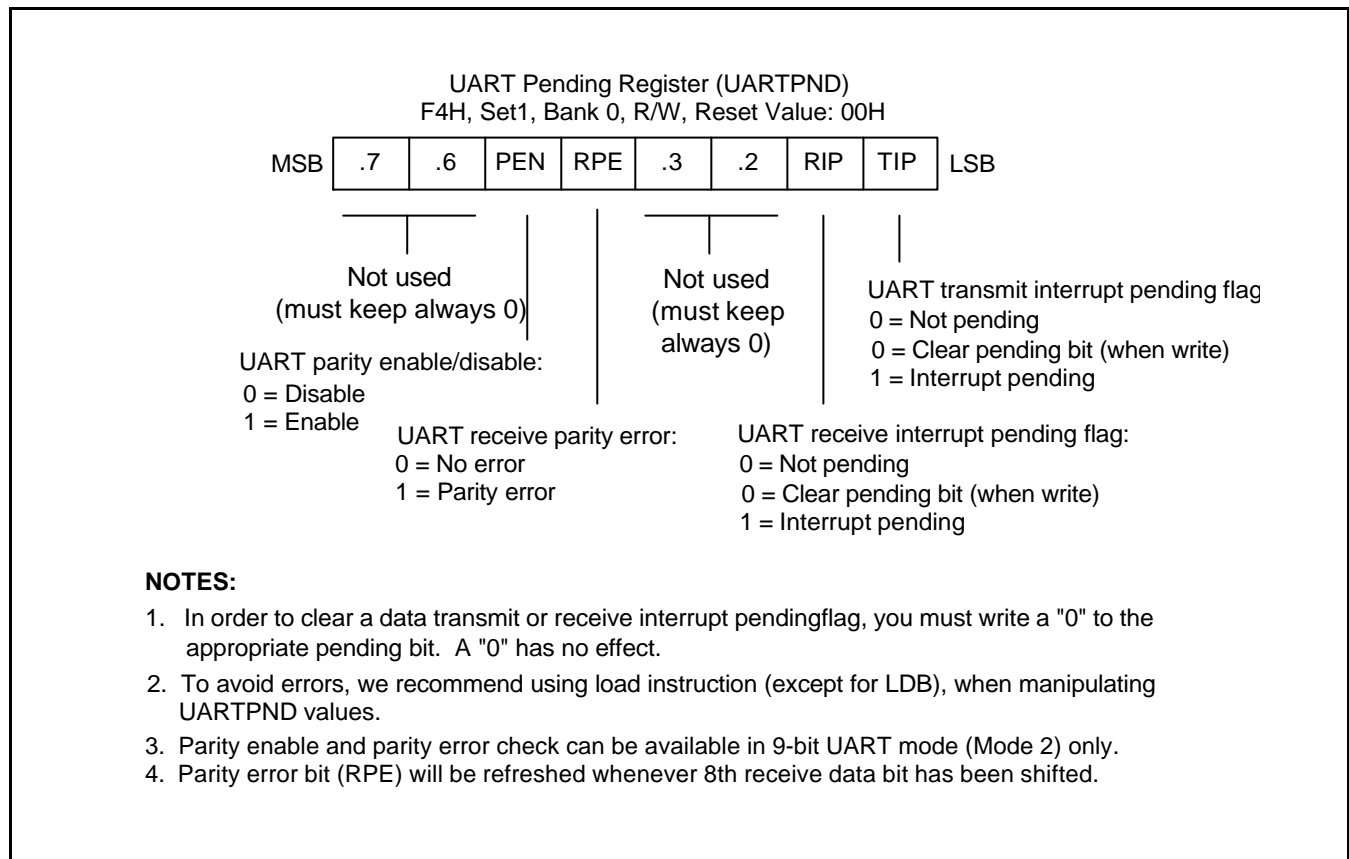 UART Pending Register (UARTPND)
F4H, Set1, Bank 0, R/W, Reset Value: 00H
MSB .7 .6 PEN RPE .3 .2 RIP TIP LSB
Not used
(must keep always 0)
Not used
(must keep
always 0)
UART transmit interrupt pending flag
0 = Not pending
0 = Clear pending bit (when write)
1 = Interrupt pending
UART parity enable/disable:
0 = Disable
1 = Enable
UART receive parity error:
0 = No error
1 = Parity error
UART receive interrupt pending flag:
0 = Not pending
0 = Clear pending bit (when write)
1 = Interrupt pending
NOTES:
1. In order to clear a data transmit or receive interrupt pendingflag, you must write a "0" to the
appropriate pending bit. A "0" has no effect.
2. To avoid errors, we recommend using load instruction (except for LDB), when manipulating
UARTPND values.
3. Parity enable and parity error check can be available in 9-bit UART mode (Mode 2) only.
4. Parity error bit (RPE) will be refreshed whenever 8th receive data bit has been shifted.